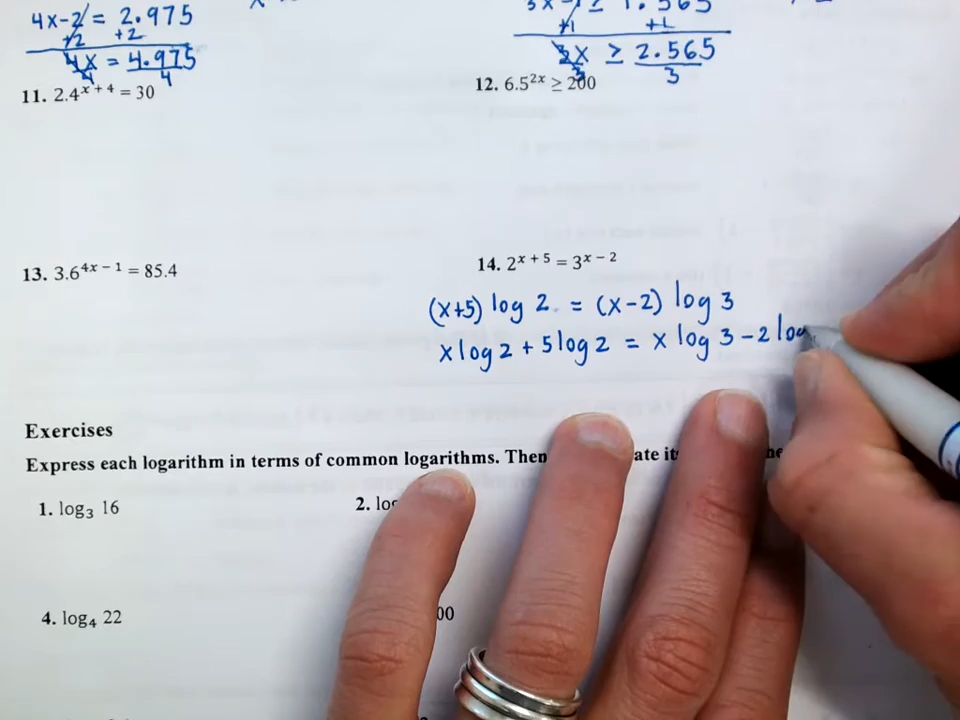 4x-2 = 2.975
+2 +2
4x = 4.975
4 4
≥ 1.565
+1 +1
3x ≥ 2.565
3 3
11. 2.4^{x + 4} = 30
12. 6.5^{2x} ≥ 200
13. 3.6^{4x − 1} = 85.4
14. 2^{x + 5} = 3^{x − 2}
(x+5) log 2 = (x-2) log 3
x log 2 + 5 log 2 = x log 3 - 2 log
Exercises
Express each logarithm in terms of common logarithms. Then
1. log₃ 16
2.
4. log₄ 22